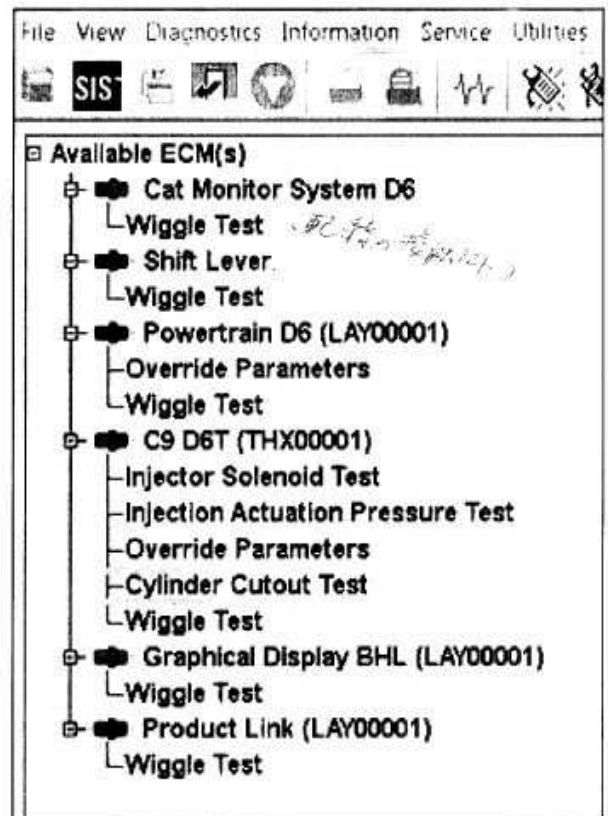 File View Diagnostics Information Service Utilities
SIS
Available ECM(s)
Cat Monitor System D6
Wiggle Test
Shift Lever
Wiggle Test
Powertrain D6 (LAY00001)
Override Parameters
Wiggle Test
C9 D6T (THX00001)
Injector Solenoid Test
Injection Actuation Pressure Test
Override Parameters
Cylinder Cutout Test
Wiggle Test
Graphical Display BHL (LAY00001)
Wiggle Test
Product Link (LAY00001)
Wiggle Test